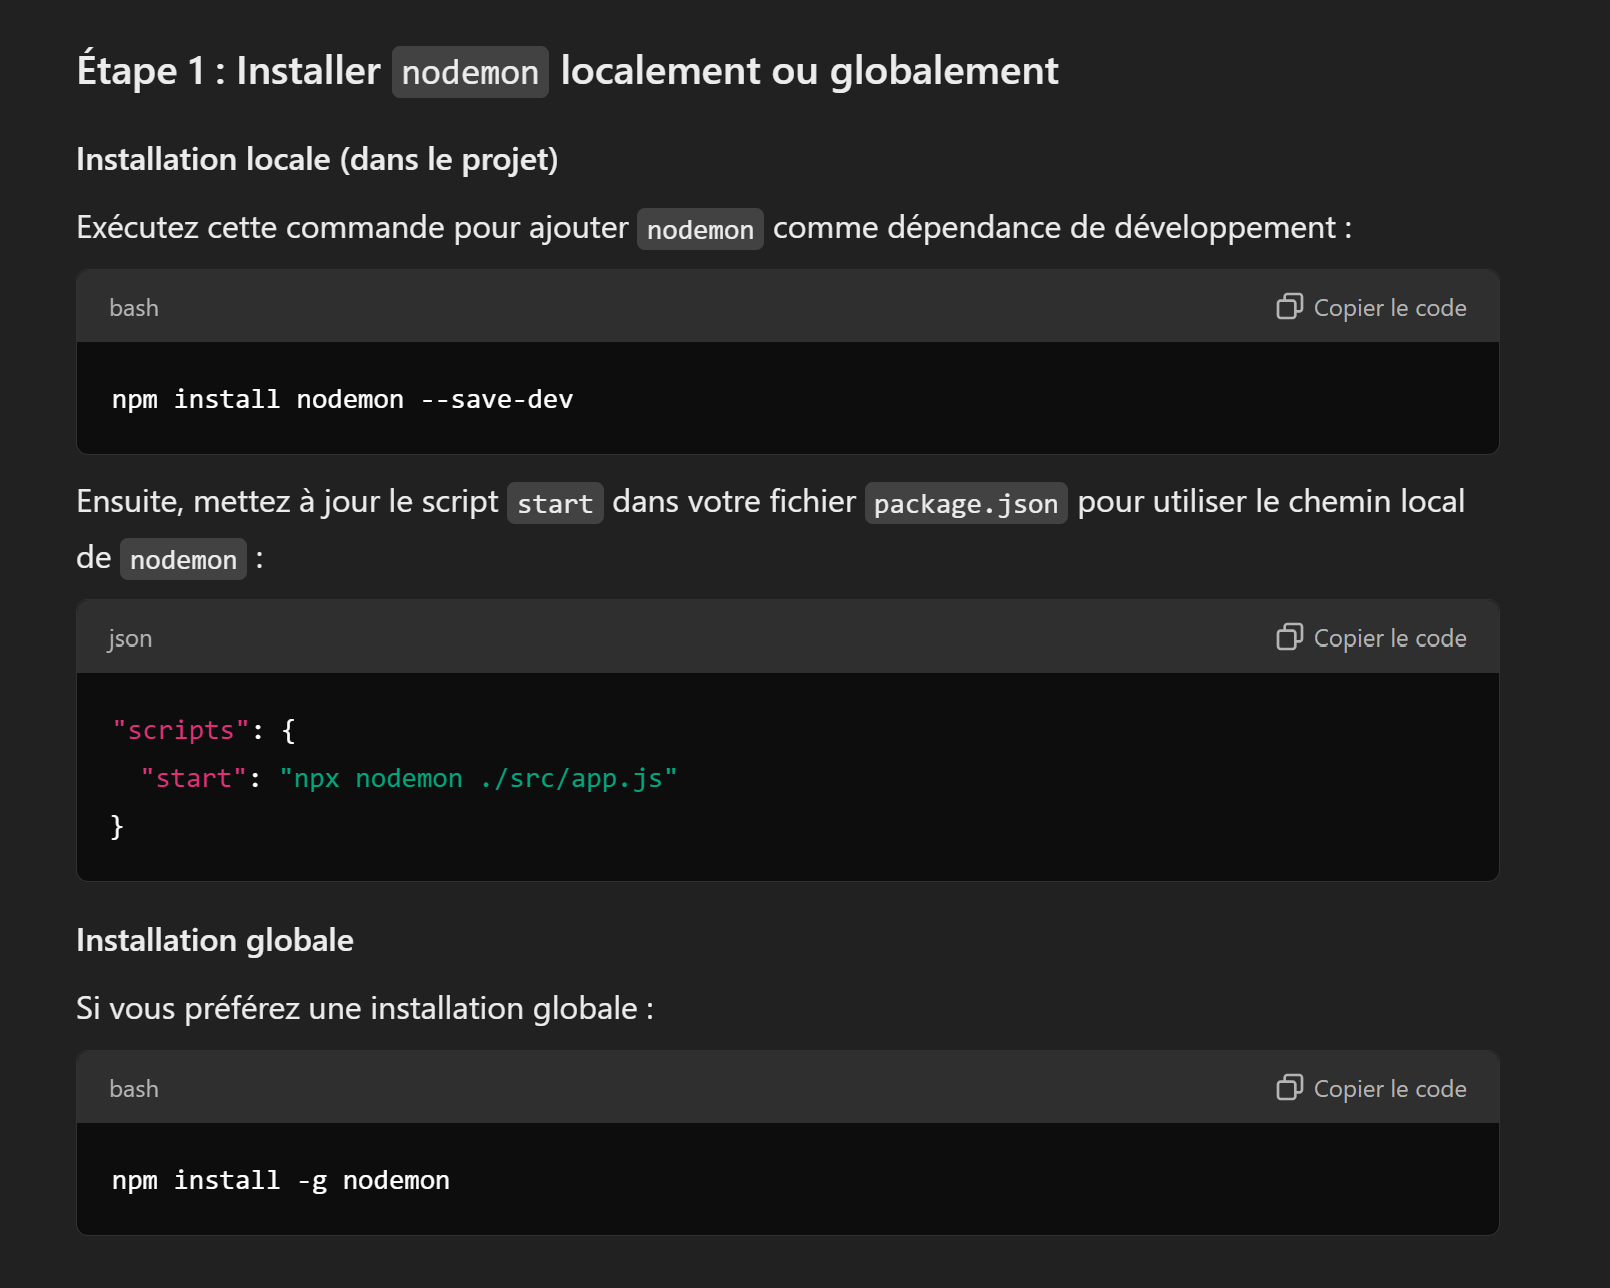 Étape 1 : Installer nodemon localement ou globalement
Installation locale (dans le projet)
Exécutez cette commande pour ajouter nodemon comme dépendance de développement :
bash
Copier le code
npm install nodemon --save-dev
Ensuite, mettez à jour le script start dans votre fichier package.json pour utiliser le chemin local
de nodemon :
json
Copier le code
"scripts": {
  "start": "npx nodemon ./src/app.js"
}
Installation globale
Si vous préférez une installation globale :
bash
Copier le code
npm install -g nodemon